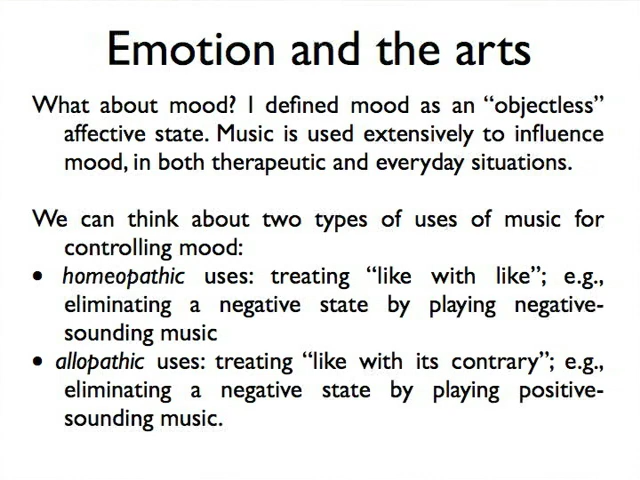 Emotion and the arts
What about mood? I defined mood as an “objectless”
affective state. Music is used extensively to influence
mood, in both therapeutic and everyday situations.
We can think about two types of uses of music for
controlling mood:
• homeopathic uses: treating “like with like”; e.g.,
eliminating a negative state by playing negative-
sounding music
• allopathic uses: treating “like with its contrary”; e.g.,
eliminating a negative state by playing positive-
sounding music.